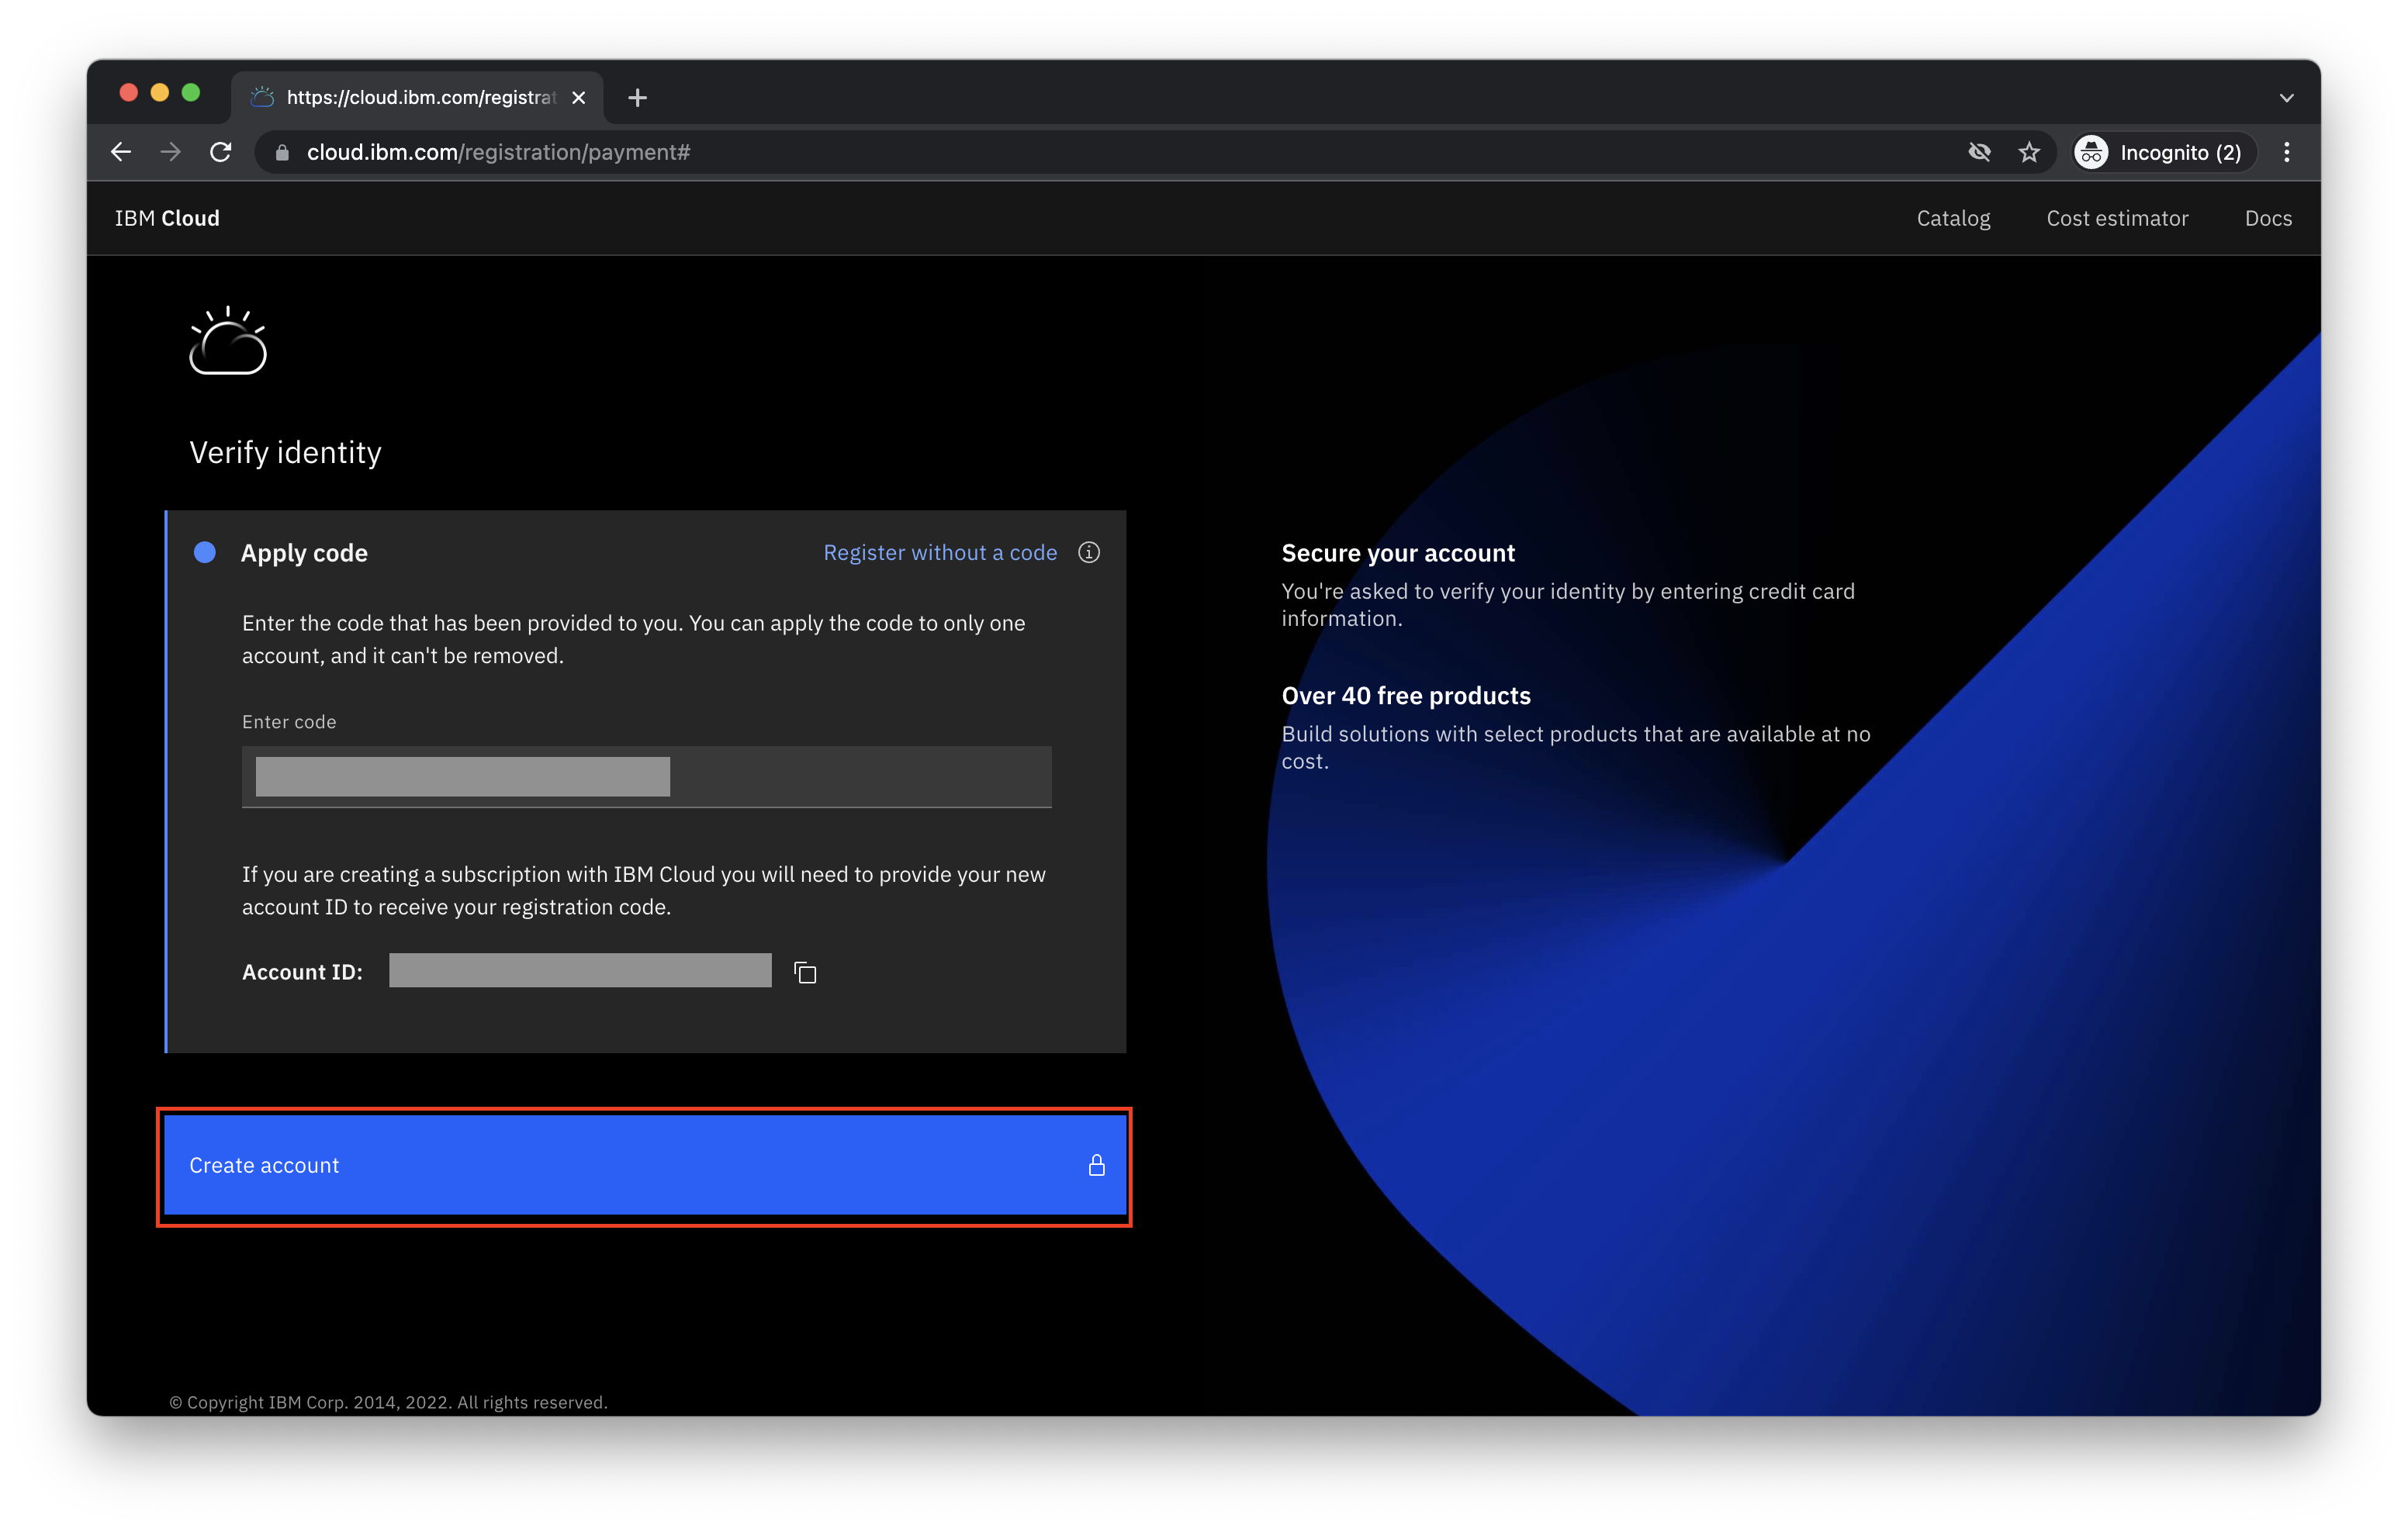 https://cloud.ibm.com/registrat
cloud.ibm.com/registration/payment#
Incognito (2)
IBM Cloud
Catalog
Cost estimator
Docs
Verify identity
Apply code
Register without a code
Enter the code that has been provided to you. You can apply the code to only one
account, and it can't be removed.
Enter code
If you are creating a subscription with IBM Cloud you will need to provide your new
account ID to receive your registration code.
Account ID:
Create account
Secure your account
You're asked to verify your identity by entering credit card
information.
Over 40 free products
Build solutions with select products that are available at no
cost.
© Copyright IBM Corp. 2014, 2022. All rights reserved.